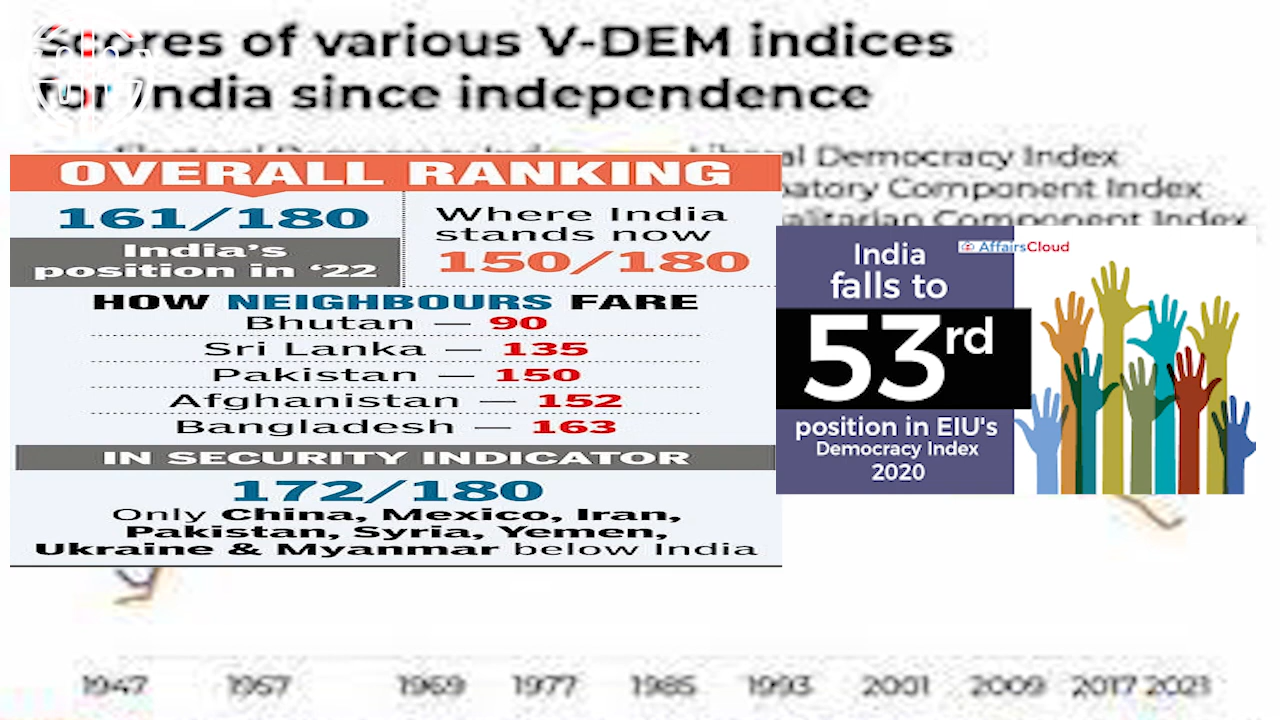 Scores of various V-DEM indices
for India since independence
Liberal Democracy Index
Component Index
Component Index
OVERALL RANKING
161/180
India's
position in ‘22
Where India
stands now
150/180
HOW NEIGHBOURS FARE
Bhutan — 90
Sri Lanka — 135
Pakistan — 150
Afghanistan — 152
Bangladesh — 163
IN SECURITY INDICATOR
172/180
Only China, Mexico, Iran,
Pakistan, Syria, Yemen,
Ukraine & Myanmar below India
AffairsCloud
India
falls to
53rd
position in EIU's
Democracy Index
2020
1947 1957 1969 1977 1985 1993 2001 2009 2017 2021